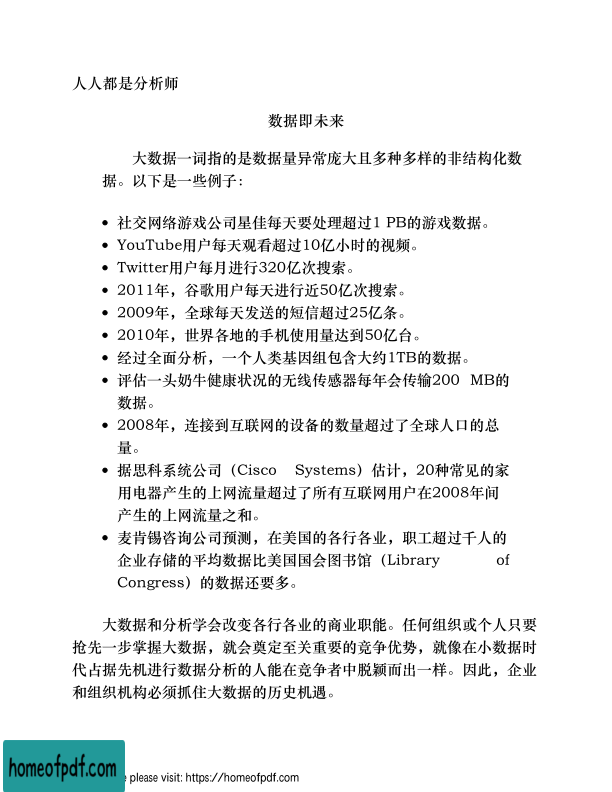 人人都是分析师
数据即未来
大数据一词指的是数据量异常庞大且多种多样的非结构化数
据。以下是一些例子：
• 社交网络游戏公司星佳每天要处理超过1 PB的游戏数据。
• YouTube用户每天观看超过10亿小时的视频。
• Twitter用户每月进行320亿次搜索。
• 2011年，谷歌用户每天进行近50亿次搜索。
• 2009年，全球每天发送的短信超过25亿条。
• 2010年，世界各地的手机使用量达到50亿台。
• 经过全面分析，一个人类基因组包含大约1TB的数据。
• 评估一头奶牛健康状况的无线传感器每年会传输200 MB的
数据。
• 2008年，连接到互联网的设备的数量超过了全球人口的总
量。
• 据思科系统公司（Cisco Systems）估计，20种常见的家
用电器产生的上网流量超过了所有互联网用户在2008年间
产生的上网流量之和。
• 麦肯锡咨询公司预测，在美国的各行各业，职工超过千人的
企业存储的平均数据比美国国会图书馆（Library of
Congress）的数据还要多。
大数据和分析学会改变各行各业的商业职能。任何组织或个人只要
抢先一步掌握大数据，就会奠定至关重要的竞争优势，就像在小数据时
代占据先机进行数据分析的人能在竞争者中脱颖而出一样。因此，企业
和组织机构必须抓住大数据的历史机遇。
homeofpdf.com
e please visit: https://homeofpdf.com